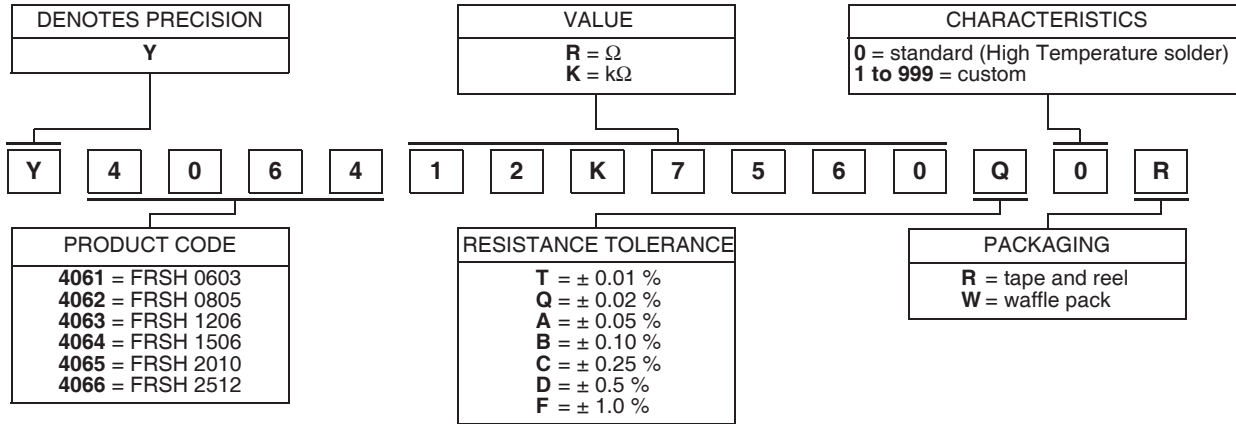 DENOTES PRECISION
Y
VALUE
R = Ω
K = kΩ
CHARACTERISTICS
0 = standard (High Temperature solder)
1 to 999 = custom
Y 4 0 6 4 1 2 K 7 5 6 0 Q 0 R
PRODUCT CODE
4061 = FRSH 0603
4062 = FRSH 0805
4063 = FRSH 1206
4064 = FRSH 1506
4065 = FRSH 2010
4066 = FRSH 2512
RESISTANCE TOLERANCE
T = ± 0.01 %
Q = ± 0.02 %
A = ± 0.05 %
B = ± 0.10 %
C = ± 0.25 %
D = ± 0.5 %
F = ± 1.0 %
PACKAGING
R = tape and reel
W = waffle pack